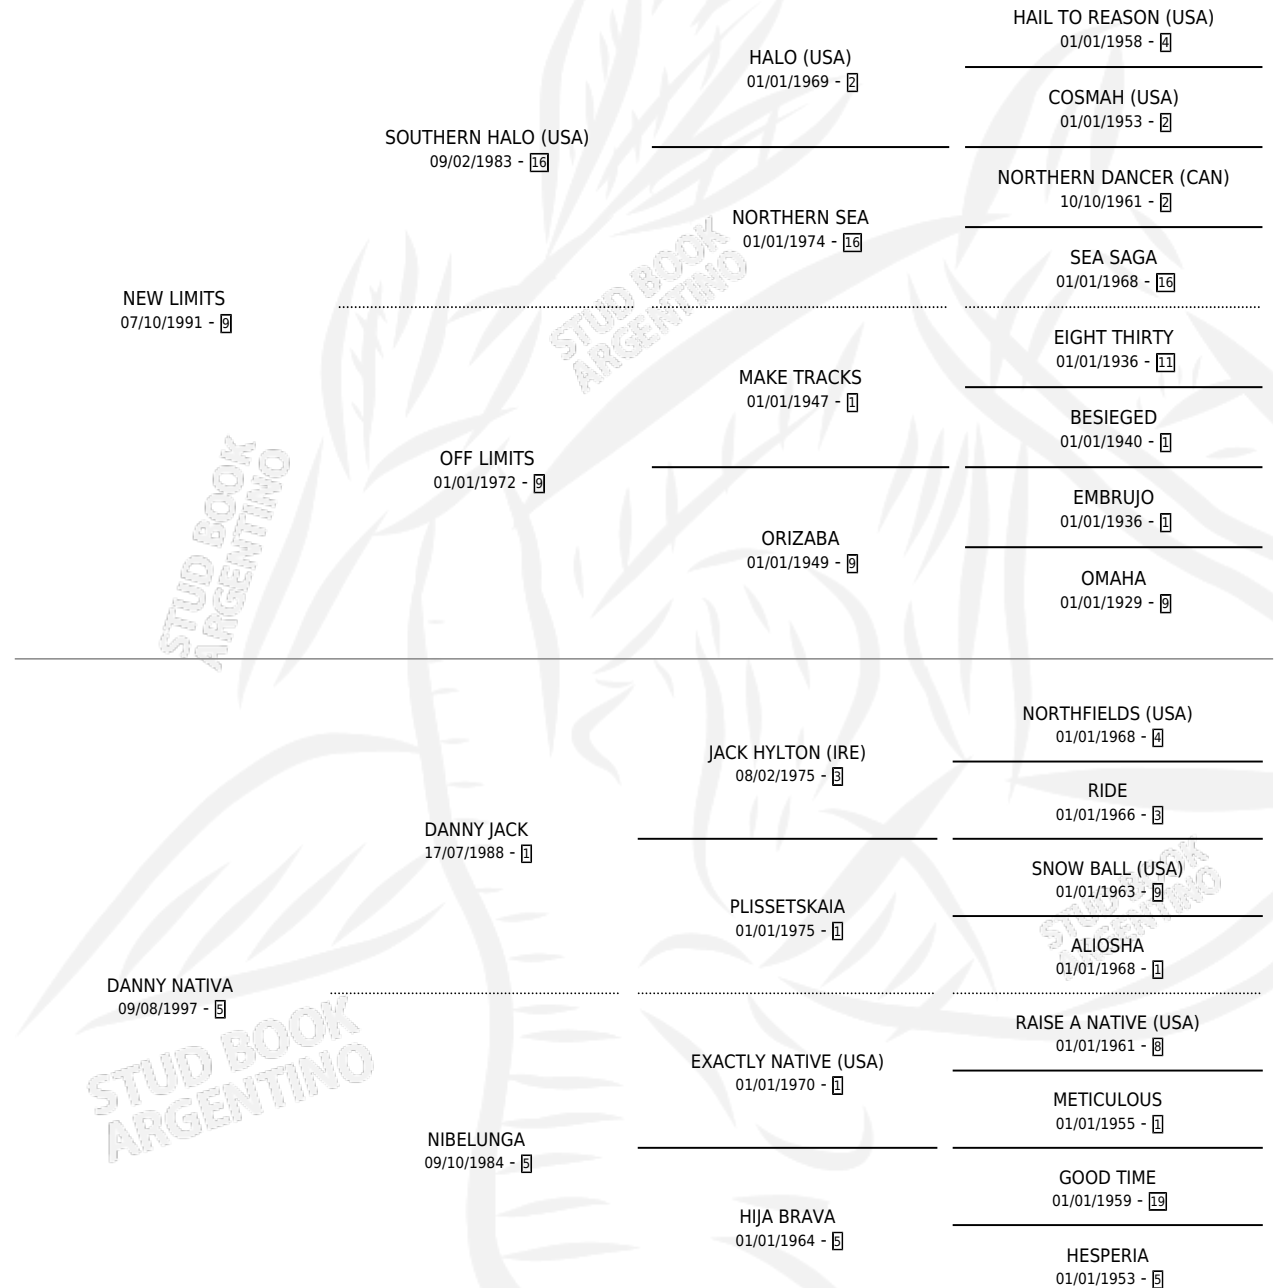 HAIL TO REASON (USA)
01/01/1958 - 4
HALO (USA)
01/01/1969 - 2
COSMAH (USA)
01/01/1953 - 2
SOUTHERN HALO (USA)
09/02/1983 - 16
NORTHERN DANCER (CAN)
10/10/1961 - 2
NORTHERN SEA
01/01/1974 - 16
SEA SAGA
01/01/1968 - 16
NEW LIMITS
07/10/1991 - 9
EIGHT THIRTY
01/01/1936 - 11
MAKE TRACKS
01/01/1947 - 1
BESIEGED
01/01/1940 - 1
OFF LIMITS
01/01/1972 - 9
EMBRUJO
01/01/1936 - 1
ORIZABA
01/01/1949 - 9
OMAHA
01/01/1929 - 9
NORTHFIELDS (USA)
01/01/1968 - 4
JACK HYLTON (IRE)
08/02/1975 - 3
RIDE
01/01/1966 - 3
DANNY JACK
17/07/1988 - 1
SNOW BALL (USA)
01/01/1963 - 9
PLISSETSKAIA
01/01/1975 - 1
ALIOSHA
01/01/1968 - 1
DANNY NATIVA
09/08/1997 - 5
RAISE A NATIVE (USA)
01/01/1961 - 8
EXACTLY NATIVE (USA)
01/01/1970 - 1
METICULOUS
01/01/1955 - 1
NIBELUNGA
09/10/1984 - 5
GOOD TIME
01/01/1959 - 19
HIJA BRAVA
01/01/1964 - 5
HESPERIA
01/01/1953 - 5
STUD BOOK
ARGENTINO
STUD BOOK
ARGENTINO
STUD BOOK
ARGENTINO
STUD BOOK
ARGENTINO